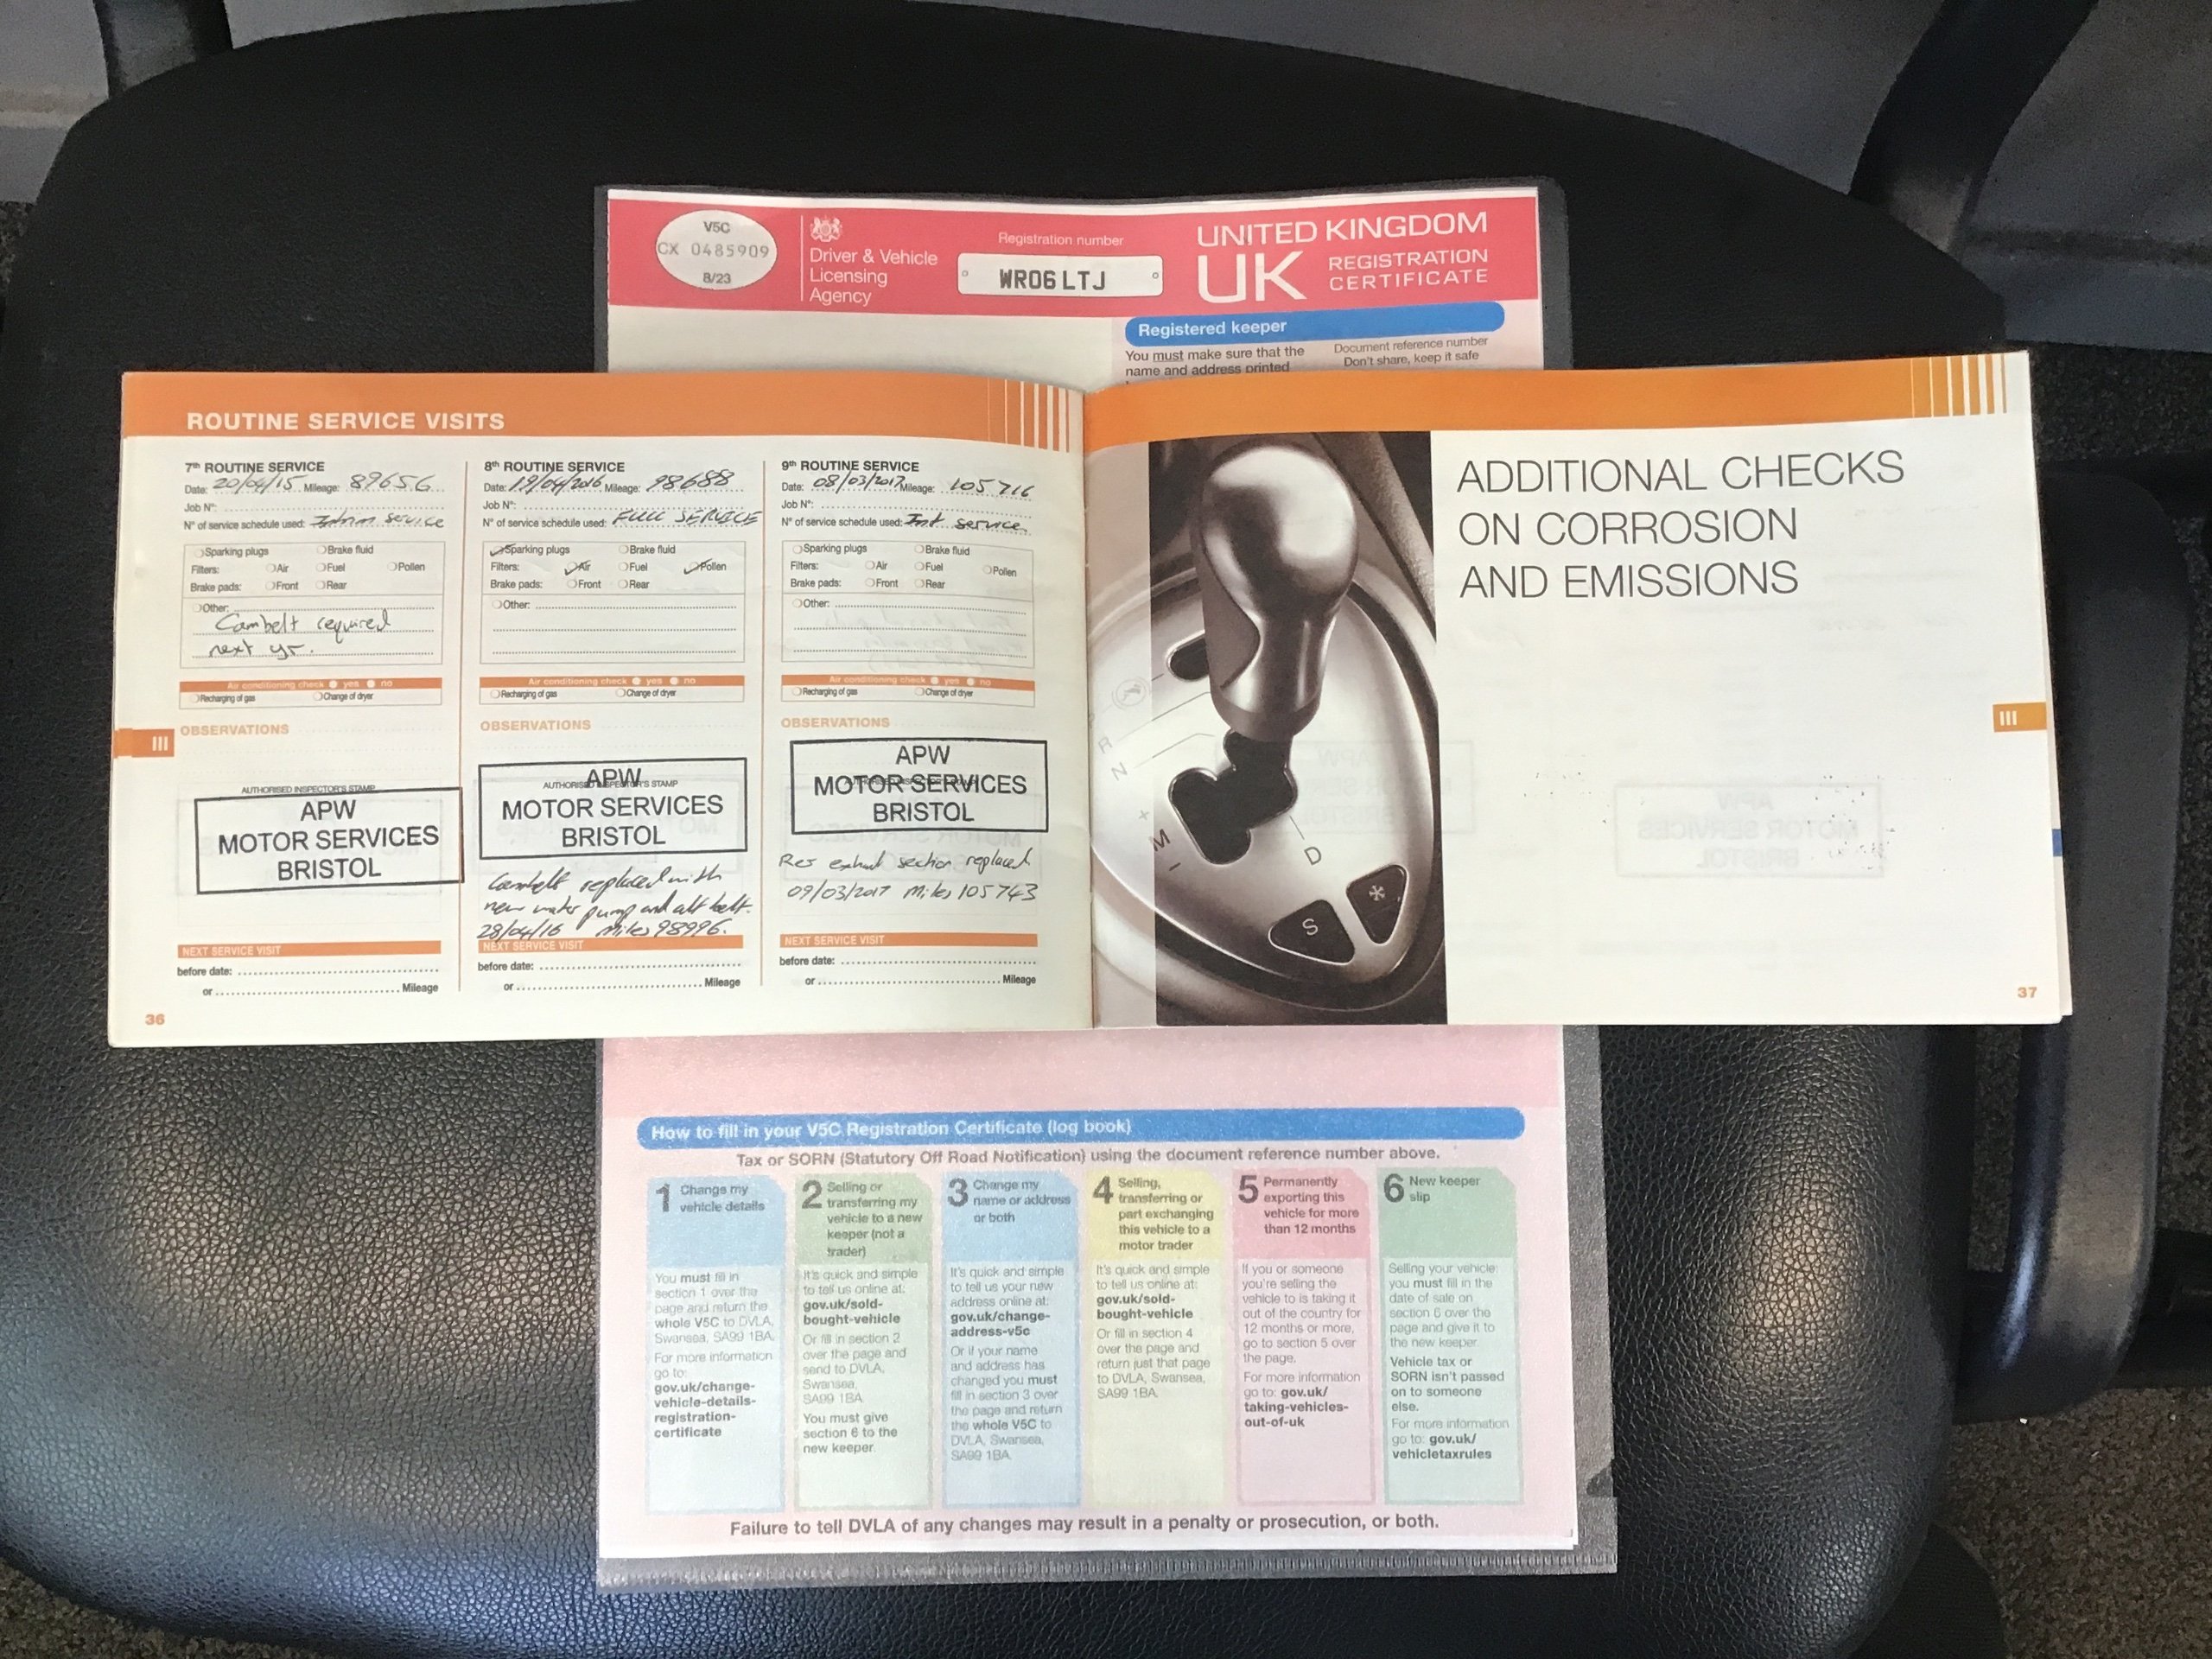 V5C
CX 0485909
8/23
Driver & Vehicle
Licensing
Agency
Registration number
WR06 LTJ
UNITED KINGDOM
UK REGISTRATION
CERTIFICATE
Registered keeper
You must make sure that the
name and address printed
Document reference number
Don't share, keep it safe
ROUTINE SERVICE VISITS
7th ROUTINE SERVICE
Date: 20/04/15 Mileage: 89656
Job N°:
N° of service schedule used: Interim service
Sparking plugs Brake fluid
Filters: Air Fuel Pollen
Brake pads: Front Rear
Other:
Cambelt required
next yr.
Air conditioning check yes no
Recharging of gas Change of dryer
OBSERVATIONS
AUTHORISED INSPECTOR'S STAMP
APW
MOTOR SERVICES
BRISTOL
NEXT SERVICE VISIT
before date:
or Mileage
8th ROUTINE SERVICE
Date: 19/04/2016 Mileage: 98688
Job N°:
N° of service schedule used: FULL SERVICE
Sparking plugs Brake fluid
Filters: Air Fuel Pollen
Brake pads: Front Rear
Other:
Air conditioning check yes no
Recharging of gas Change of dryer
OBSERVATIONS
AUTHORISED INSPECTOR'S STAMP
APW
MOTOR SERVICES
BRISTOL
Cambelt replaced with
new water pump and alt belt.
28/04/16 Miles 98996.
NEXT SERVICE VISIT
before date:
or Mileage
9th ROUTINE SERVICE
Date: 08/03/2017 Mileage: 105716
Job N°:
N° of service schedule used: Int service
Sparking plugs Brake fluid
Filters: Air Fuel Pollen
Brake pads: Front Rear
Other:
Air conditioning check yes no
Recharging of gas Change of dryer
OBSERVATIONS
APW
MOTOR SERVICES
BRISTOL
section replaced
09/03/2017 Miles 105743
NEXT SERVICE VISIT
before date:
or Mileage
III
36
R
N
+
M
-
D
S
*
ADDITIONAL CHECKS
ON CORROSION
AND EMISSIONS
III
37
How to fill in your V5C Registration Certificate (log book)
Tax or SORN (Statutory Off Road Notification) using the document reference number above.
1 Change my
vehicle details
You must fill in
section 1 over the
page and return the
whole V5C to DVLA,
Swansea, SA99 1BA.
For more information
go to:
gov.uk/change-
vehicle-details-
registration-
certificate
2 Selling or
transferring my
vehicle to a new
keeper (not a
trader)
It's quick and simple
to tell us online at:
gov.uk/sold-
bought-vehicle
Or fill in section 2
over the page and
send to DVLA,
Swansea,
SA99 1BA.
You must give
section 6 to the
new keeper.
3 Change my
name or address
or both
It's quick and simple
to tell us your new
address online at:
gov.uk/change-
address-v5c
Or if your name
and address has
changed you must
fill in section 3 over
the page and return
the whole V5C to
DVLA, Swansea,
SA99 1BA.
4 Selling,
transferring or
part exchanging
this vehicle to a
motor trader
It's quick and simple
to tell us online at:
gov.uk/sold-
bought-vehicle
Or fill in section 4
over the page and
return just that page
to DVLA, Swansea,
SA99 1BA.
5 Permanently
exporting this
vehicle for more
than 12 months
If you or someone
you're selling the
vehicle to is taking it
out of the country for
12 months or more,
go to section 5 over
the page.
For more information
go to: gov.uk/
taking-vehicles-
out-of-uk
6 New keeper
slip
Selling your vehicle:
you must fill in the
date of sale on
section 6 over the
page and give it to
the new keeper.
Vehicle tax or
SORN isn't passed
on to someone
else.
For more information
go to: gov.uk/
vehicletaxrules
Failure to tell DVLA of any changes may result in a penalty or prosecution, or both.